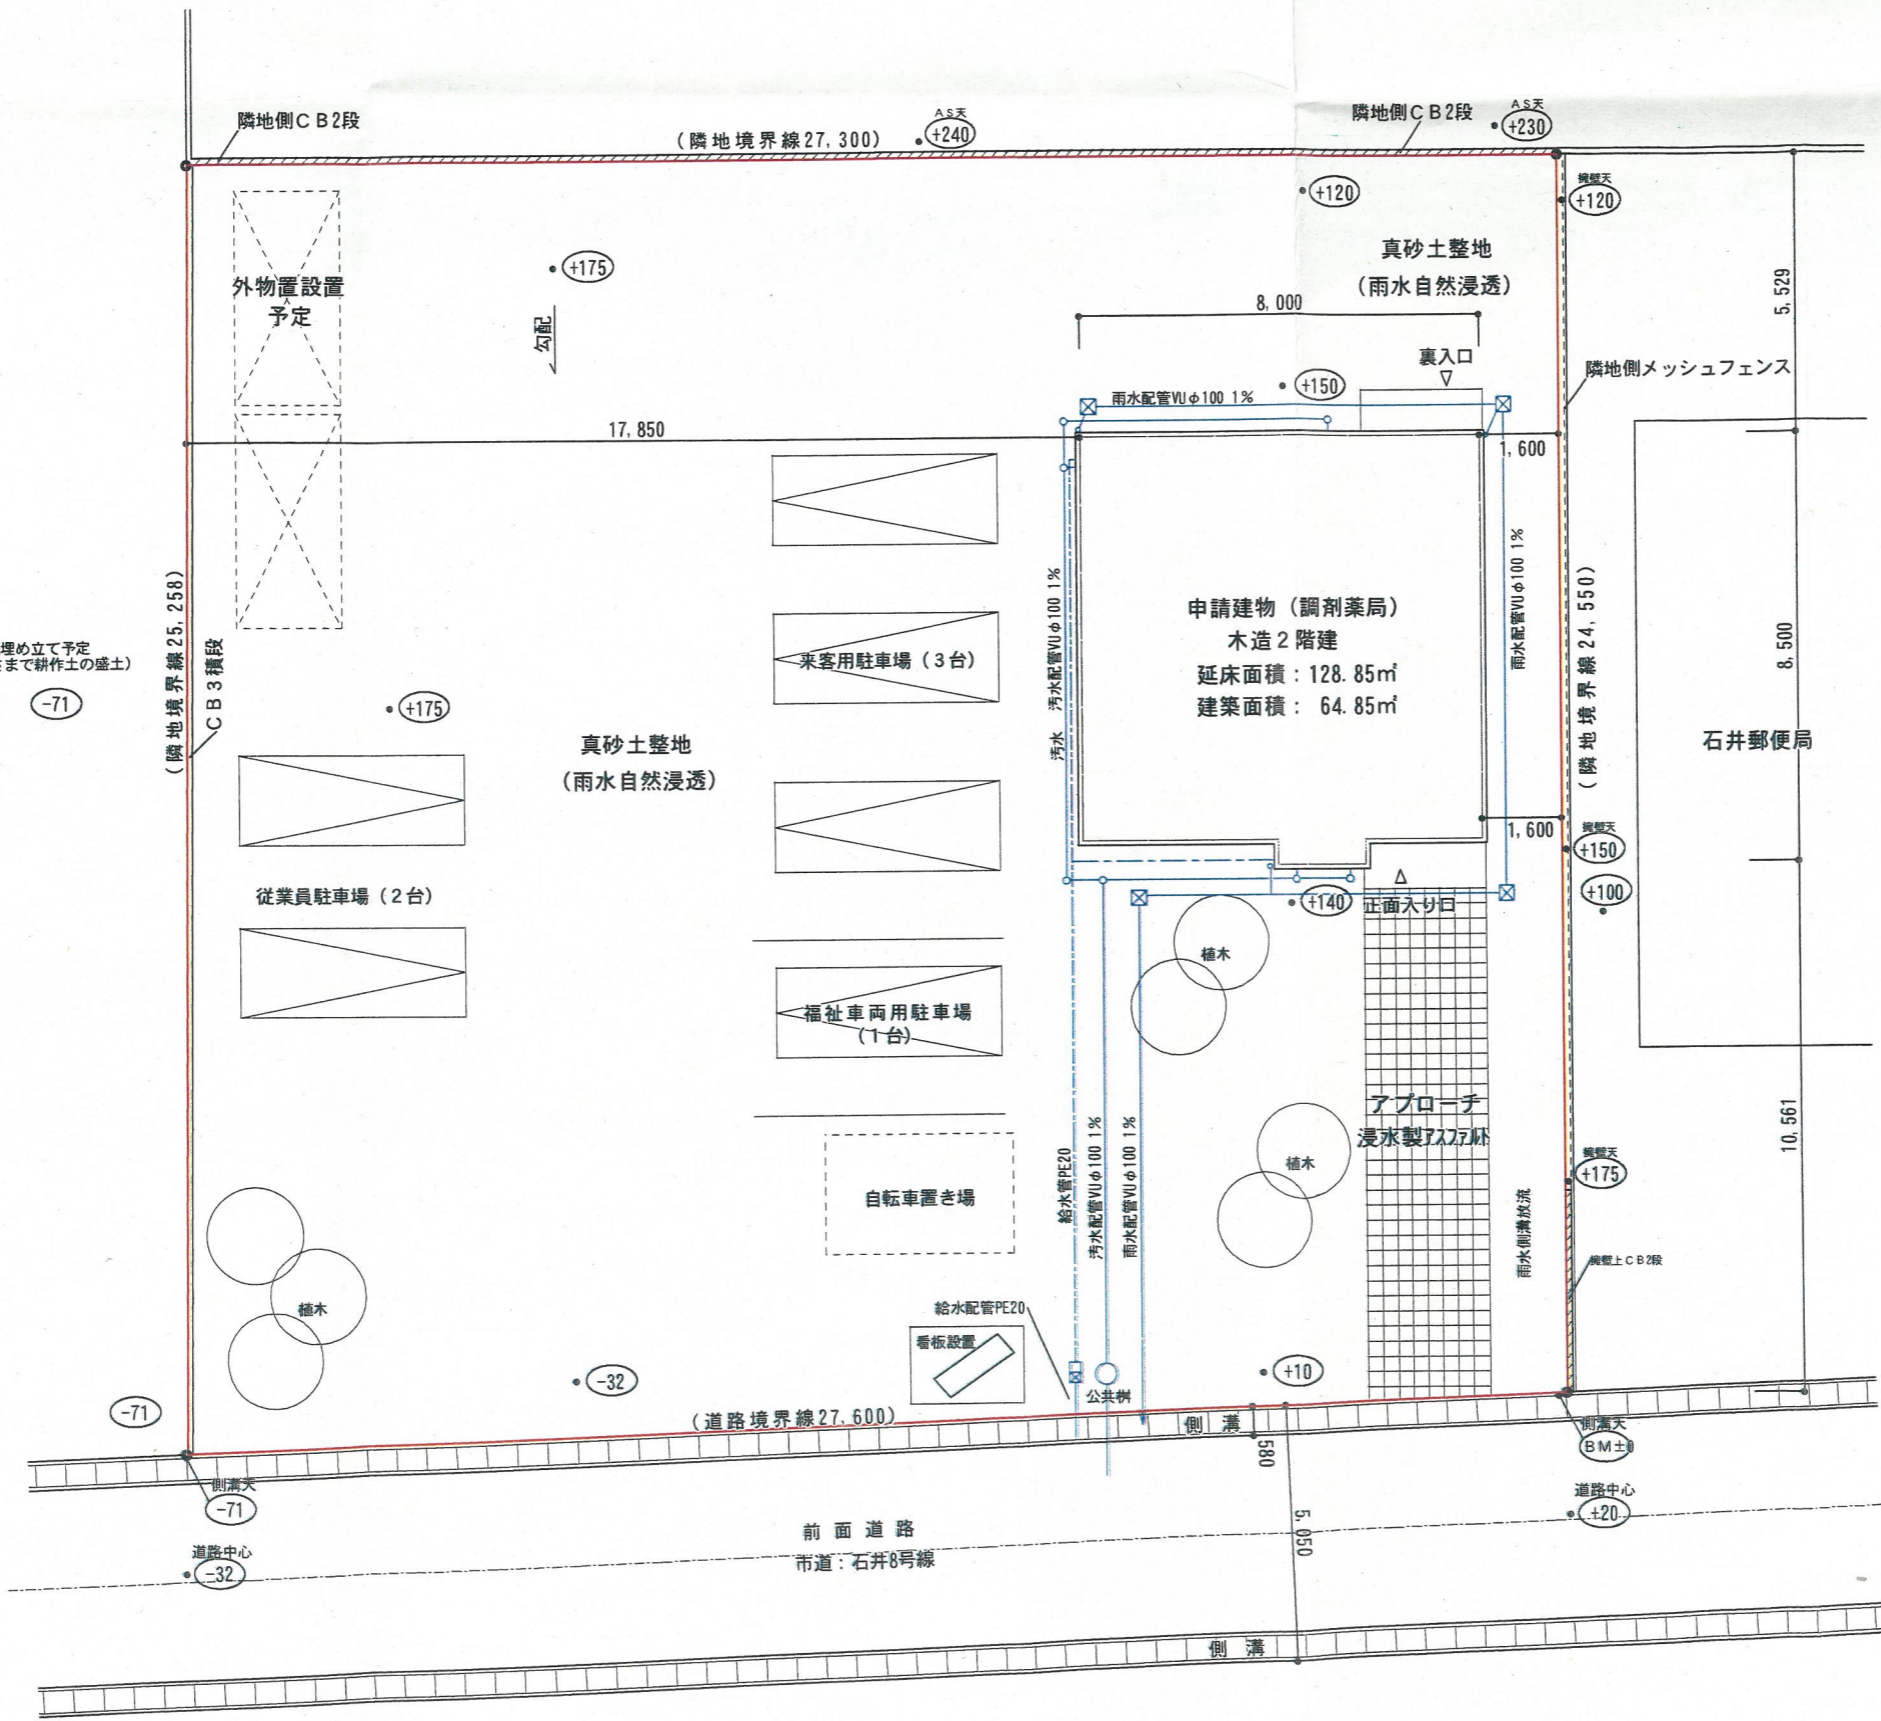 隣地側CB2段
(隣地境界線27,300)
AS天
+240
隣地側CB2段
AS天
+230
擁壁天
+120
+120
+175
勾配
外物置設置
予定
真砂土整地
(雨水自然浸透)
8,000
5,529
裏入口
隣地側メッシュフェンス
+150
雨水配管VUφ100 1%
17,850
1,600
(隣地境界線25,258)
CB3積段
埋め立て予定
まで耕作土の盛土)
-71
+175
真砂土整地
(雨水自然浸透)
来客用駐車場(3台)
汚水配管VUφ100 1%
汚水
申請建物(調剤薬局)
木造2階建
延床面積:128.85㎡
建築面積: 64.85㎡
雨水配管VUφ100 1%
(隣地境界線24,550)
8,500
石井郵便局
1,600
擁壁天
+150
+100
従業員駐車場(2台)
+140
正面入り口
植木
福祉車両用駐車場
(1台)
アプローチ
浸水製アスファルト
10,561
植木
擁壁天
+175
自転車置き場
給水管PE20
汚水配管VUφ100 1%
雨水配管VUφ100 1%
雨水側溝放流
擁壁上CB2段
植木
給水配管PE20
看板設置
-32
+10
公共桝
-71
(道路境界線27,600)
側溝
580
側溝天
BM±0
側溝天
-71
道路中心
+20
前面道路
市道:石井8号線
5,050
道路中心
-32
側溝